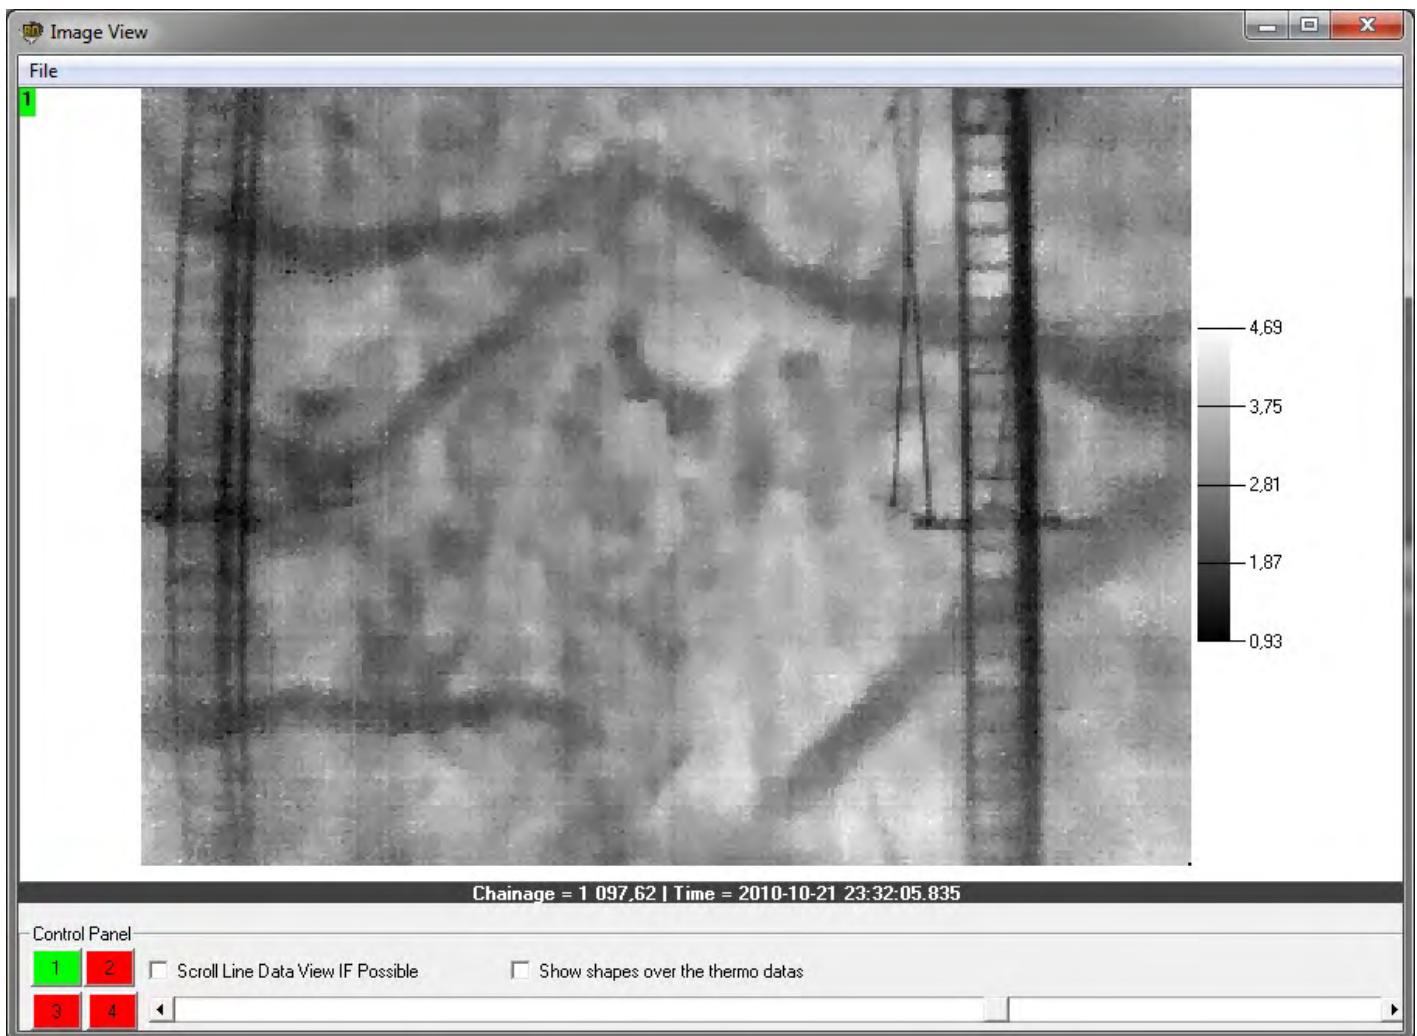 Image View
File
1
4,69
3,75
2,81
1,87
0,93
Chainage = 1 097,62 | Time = 2010-10-21 23:32:05.835
Control Panel
1 2
Scroll Line Data View IF Possible
Show shapes over the thermo datas
3 4